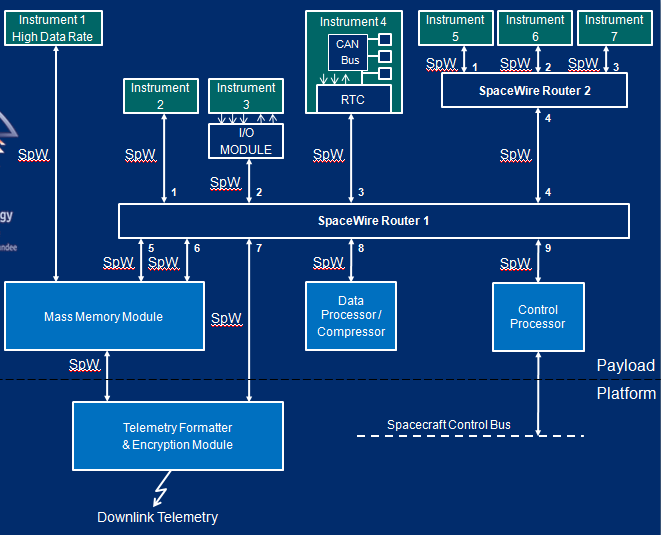 Instrument 1
High Data Rate
Instrument 4
CAN
Bus
RTC
Instrument
5
Instrument
6
Instrument
7
SpW
1
SpW
2
SpW
3
SpaceWire Router 2
4
Instrument
2
Instrument
3
I/O
MODULE
SpW
SpW
SpW
SpW
SpW
1
2
3
4
SpaceWire Router 1
gy
ndee
5
6
7
8
9
SpW
SpW
SpW
SpW
Mass Memory Module
SpW
Data
Processor /
Compressor
Control
Processor
SpW
Payload
Platform
Telemetry Formatter
& Encryption Module
Spacecraft Control Bus
Downlink Telemetry